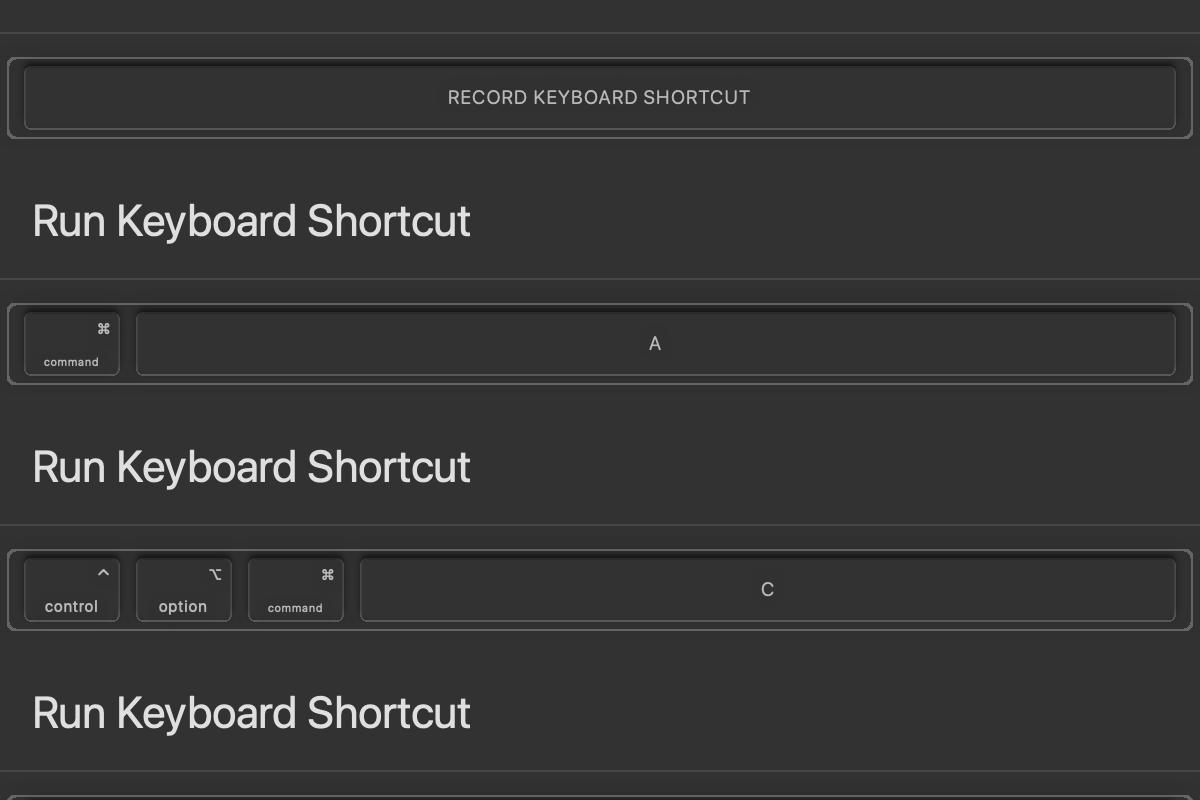 RECORD KEYBOARD SHORTCUT
Run Keyboard Shortcut
⌘
command
A
Run Keyboard Shortcut
^
control
⌥
option
⌘
command
C
Run Keyboard Shortcut